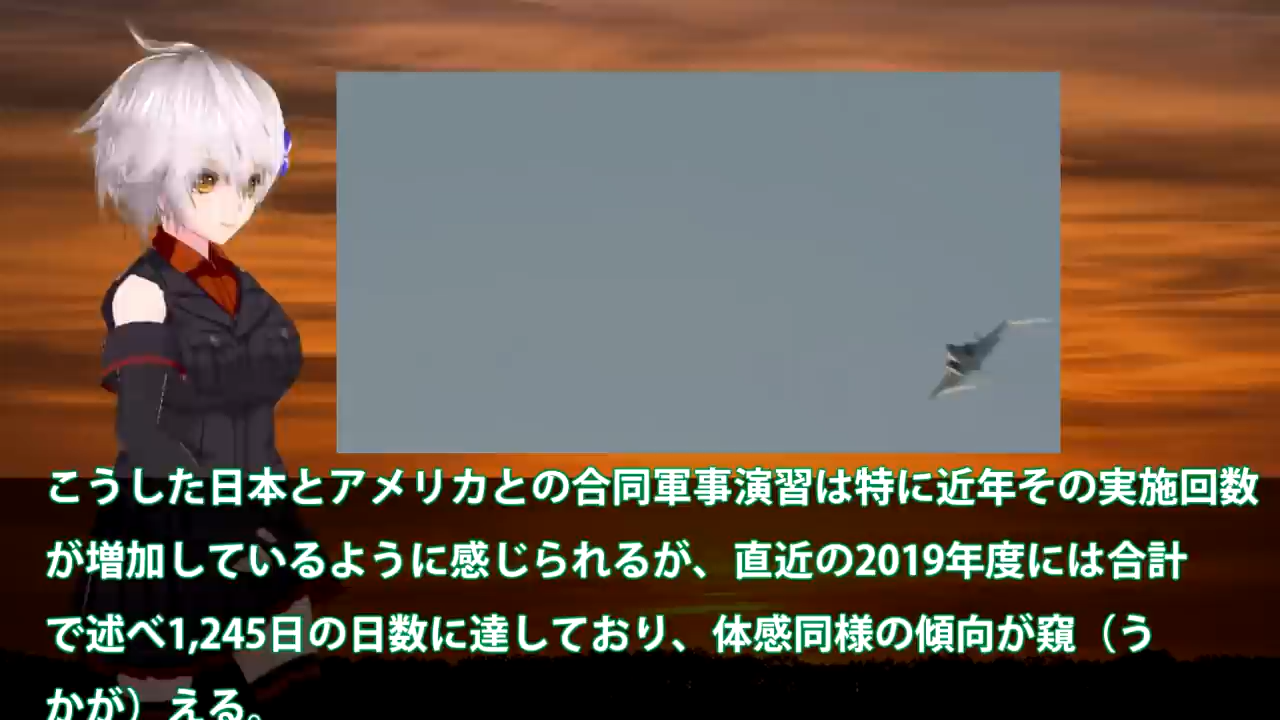 こうした日本とアメリカとの合同軍事演習は特に近年その実施回数
が増加しているように感じられるが、直近の2019年度には合計
で述べ1,245日の日数に達しており、体感同様の傾向が窺（う
かが）える。